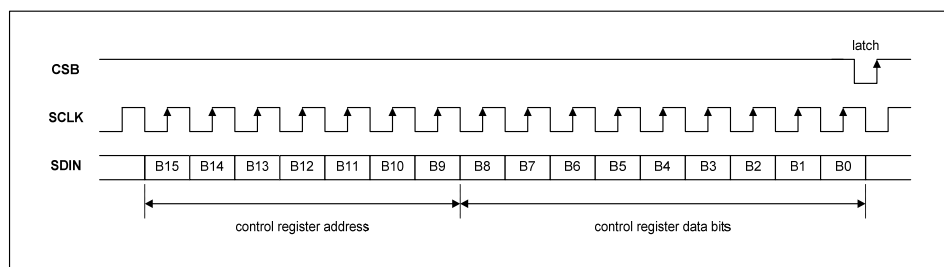 latch
CSB
SCLK
SDIN B15 B14 B13 B12 B11 B10 B9 B8 B7 B6 B5 B4 B3 B2 B1 B0
control register address control register data bits